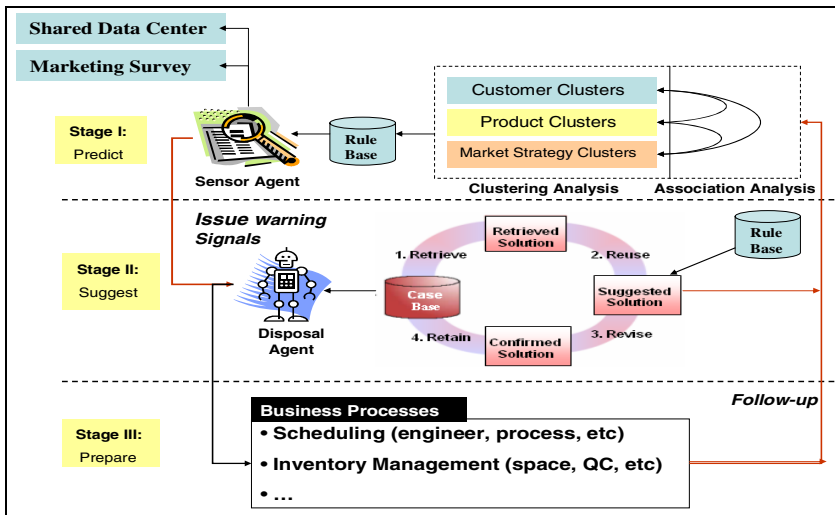 Shared Data Center
Marketing Survey
Stage I:
Predict
Sensor Agent
Rule
Base
Customer Clusters
Product Clusters
Market Strategy Clusters
Clustering Analysis
Association Analysis
Stage II:
Suggest
Issue warning
Signals
Disposal
Agent
1. Retrieve
Retrieved
Solution
2. Reuse
Rule
Base
Case
Base
Suggested
Solution
4. Retain
Confirmed
Solution
3. Revise
Follow-up
Stage III:
Prepare
Business Processes
• Scheduling (engineer, process, etc)
• Inventory Management (space, QC, etc)
• ...